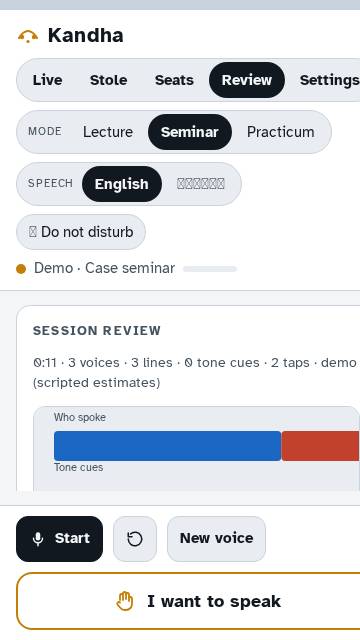 Kandha
Live Stole Seats Review Settings
MODE Lecture Seminar Practicum
SPEECH English
Do not disturb
Demo · Case seminar
SESSION REVIEW
0:11 · 3 voices · 3 lines · 0 tone cues · 2 taps · demo
(scripted estimates)
Who spoke
Tone cues
Start New voice
I want to speak